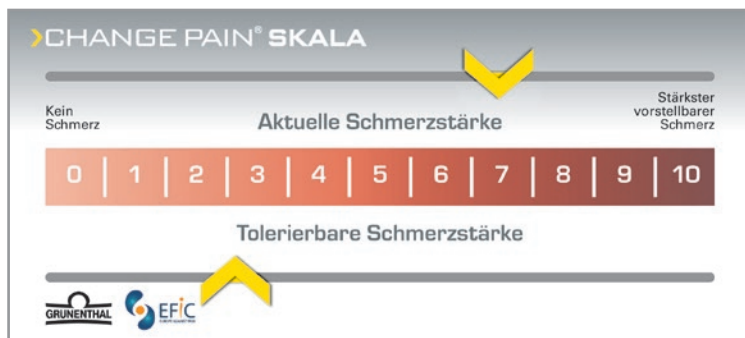 CHANGE PAIN® SKALA
Kein
Schmerz
Aktuelle Schmerzstärke
Stärkster
vorstellbarer
Schmerz
0 | 1 | 2 | 3 | 4 | 5 | 6 | 7 | 8 | 9 | 10
Tolerierbare Schmerzstärke
GRUNENTHAL
EFIC